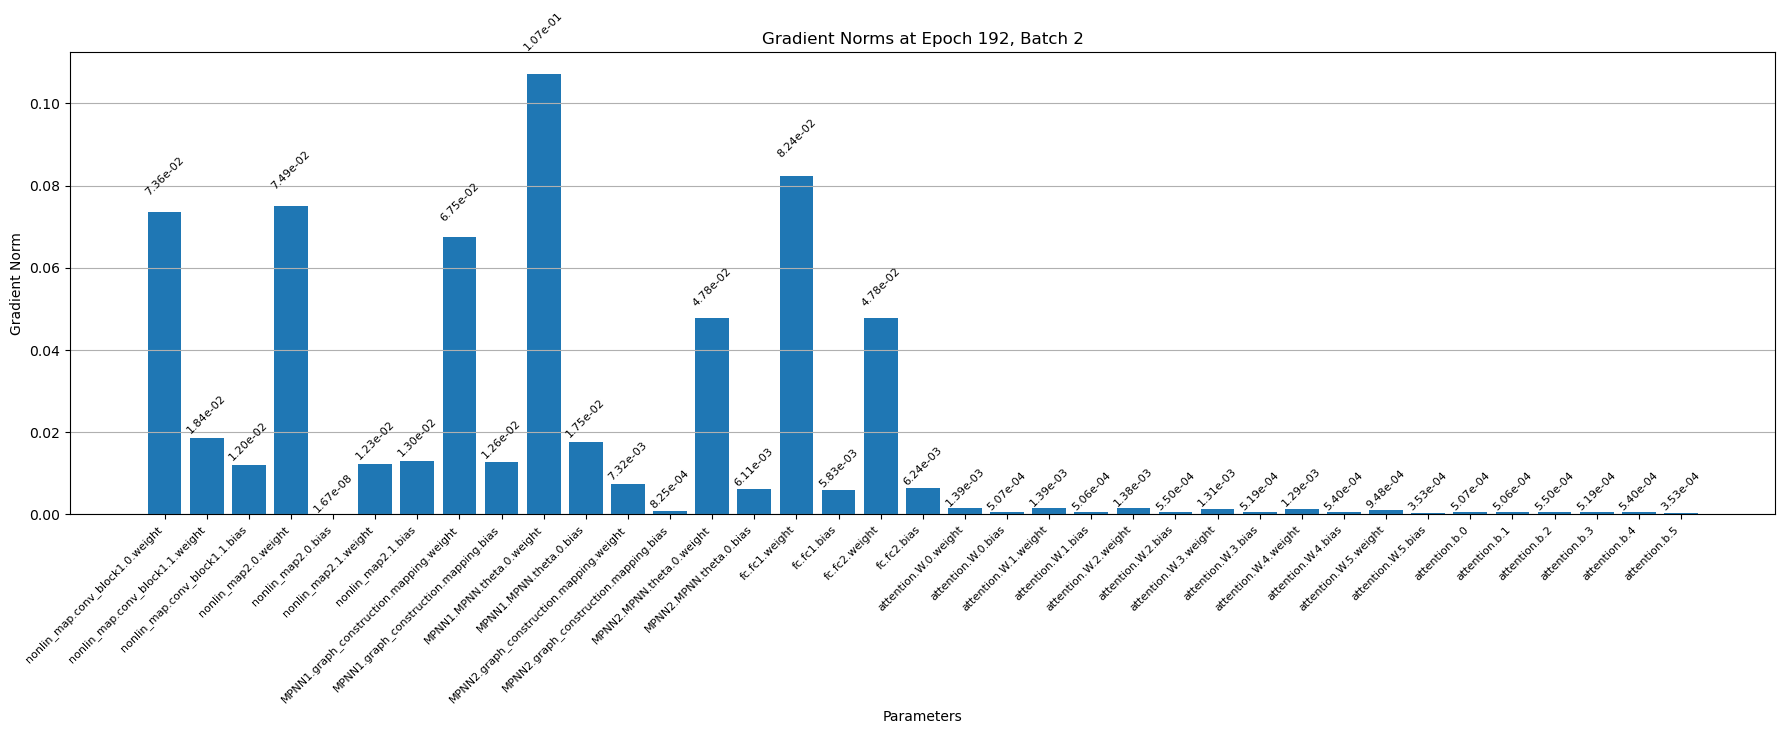 Gradient Norms at Epoch 192, Batch 2
Gradient Norm
0.10
0.08
0.06
0.04
0.02
0.00
7.36e-02
1.84e-02
1.20e-02
7.49e-02
1.67e-08
1.23e-02
1.30e-02
6.75e-02
1.26e-02
1.07e-01
1.75e-02
7.32e-03
8.25e-04
4.78e-02
6.11e-03
8.24e-02
5.83e-03
4.78e-02
6.24e-03
1.39e-03
5.07e-04
1.39e-03
5.06e-04
1.38e-03
5.50e-04
1.31e-03
5.19e-04
1.29e-03
5.40e-04
9.48e-04
3.53e-04
5.07e-04
5.06e-04
5.50e-04
5.19e-04
5.40e-04
3.53e-04
nonlin_map.conv_block1.0.weight
nonlin_map.conv_block1.1.weight
nonlin_map.conv_block1.1.bias
nonlin_map2.0.weight
nonlin_map2.0.bias
nonlin_map2.1.weight
nonlin_map2.1.bias
MPNN1.graph_construction.mapping.weight
MPNN1.graph_construction.mapping.bias
MPNN1.MPNN.theta.0.weight
MPNN1.MPNN.theta.0.bias
MPNN2.graph_construction.mapping.weight
MPNN2.graph_construction.mapping.bias
MPNN2.MPNN.theta.0.weight
MPNN2.MPNN.theta.0.bias
fc.fc1.weight
fc.fc1.bias
fc.fc2.weight
fc.fc2.bias
attention.W.0.weight
attention.W.0.bias
attention.W.1.weight
attention.W.1.bias
attention.W.2.weight
attention.W.2.bias
attention.W.3.weight
attention.W.3.bias
attention.W.4.weight
attention.W.4.bias
attention.W.5.weight
attention.W.5.bias
attention.b.0
attention.b.1
attention.b.2
attention.b.3
attention.b.4
attention.b.5
Parameters